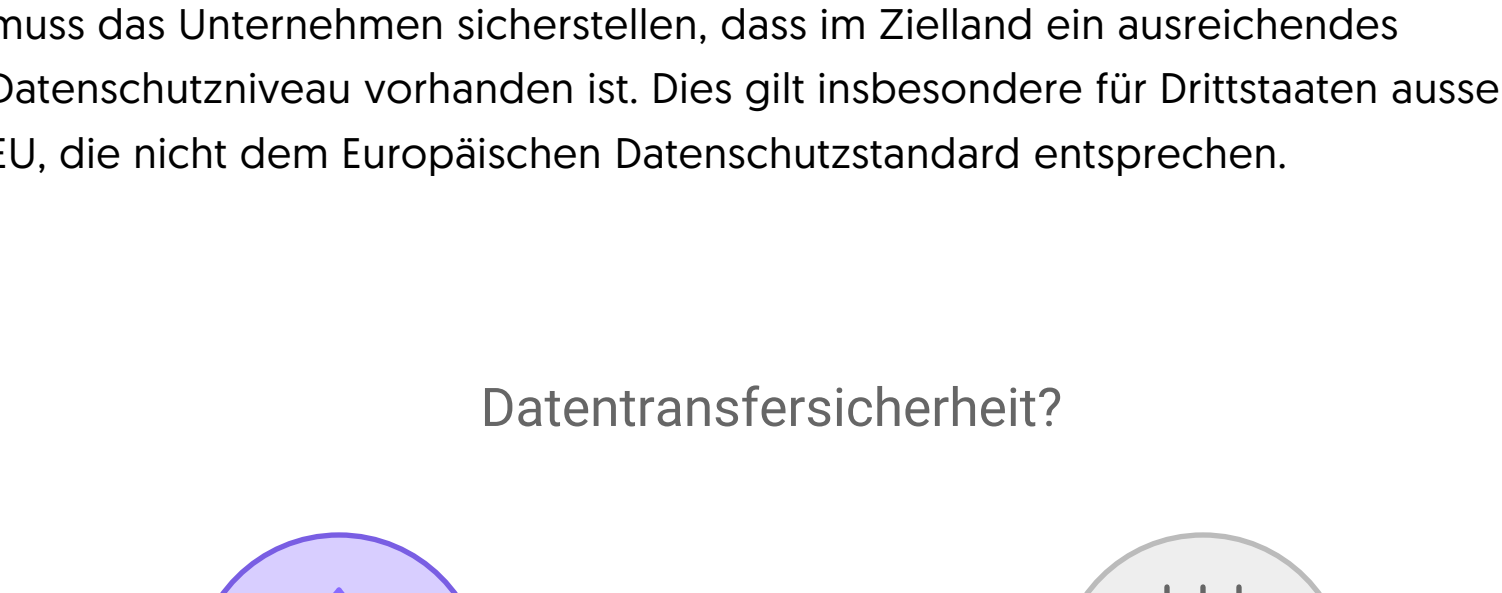 muss das Unternehmen sicherstellen, dass im Zielland ein ausreichendes
Datenschutzniveau vorhanden ist. Dies gilt insbesondere für Drittstaaten ausse
EU, die nicht dem Europäischen Datenschutzstandard entsprechen.
Datentransfersicherheit?